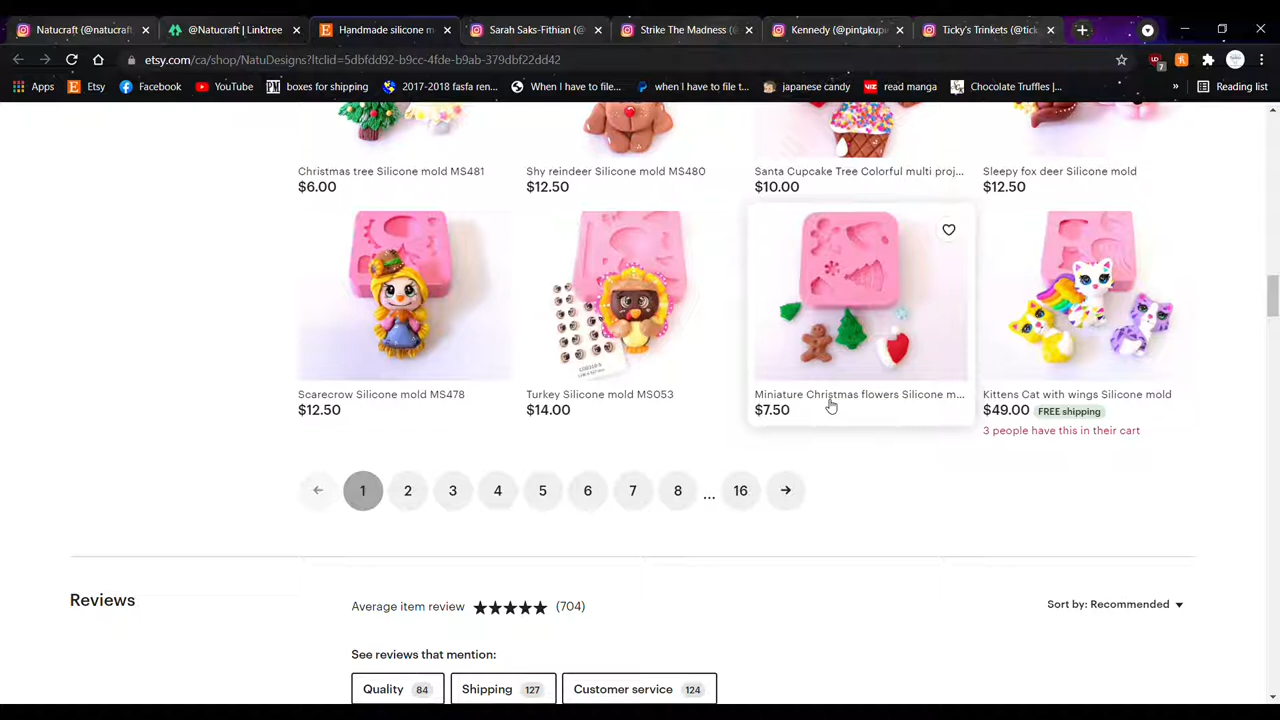 Natucraft (@natucraft
@Natucraft | Linktree
Handmade silicone m
Sarah Saks-Fithian (@
Strike The Madness (@
Kennedy (@pintakupi
Ticky's Trinkets (@tick
etsy.com/ca/shop/NatuDesigns?ltclid=5dbfdd92-b9cc-4fde-b9ab-379dbf22dd42
7
Apps
Etsy
Facebook
YouTube
boxes for shipping
2017-2018 fasfa ren...
When I have to file...
when I have to file t...
japanese candy
read manga
Chocolate Truffles |...
»
Reading list
Christmas tree Silicone mold MS481
$6.00
Shy reindeer Silicone mold MS480
$12.50
Santa Cupcake Tree Colorful multi proj...
$10.00
Sleepy fox deer Silicone mold
$12.50
Scarecrow Silicone mold MS478
$12.50
Turkey Silicone mold MS053
$14.00
Miniature Christmas flowers Silicone m...
$7.50
Kittens Cat with wings Silicone mold
$49.00 FREE shipping
3 people have this in their cart
1 2 3 4 5 6 7 8 ... 16
Reviews
Average item review (704)
Sort by: Recommended
See reviews that mention:
Quality 84
Shipping 127
Customer service 124